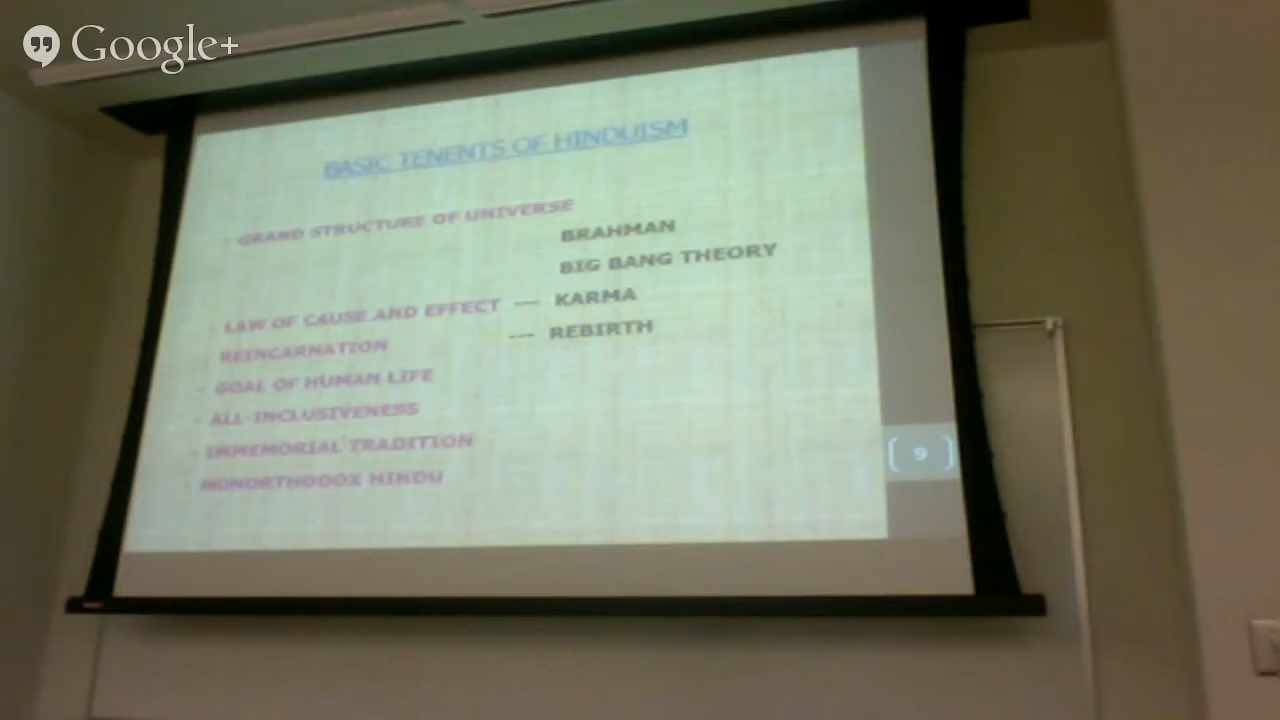 Google+
BASIC TENENTS OF HINDUISM
- GRAND STRUCTURE OF UNIVERSE
BRAHMAN
BIG BANG THEORY
LAW OF CAUSE AND EFFECT --- KARMA
REINCARNATION --- REBIRTH
- GOAL OF HUMAN LIFE
- ALL-INCLUSIVENESS
- IMMEMORIAL TRADITION
NONORTHODOX HINDU
9